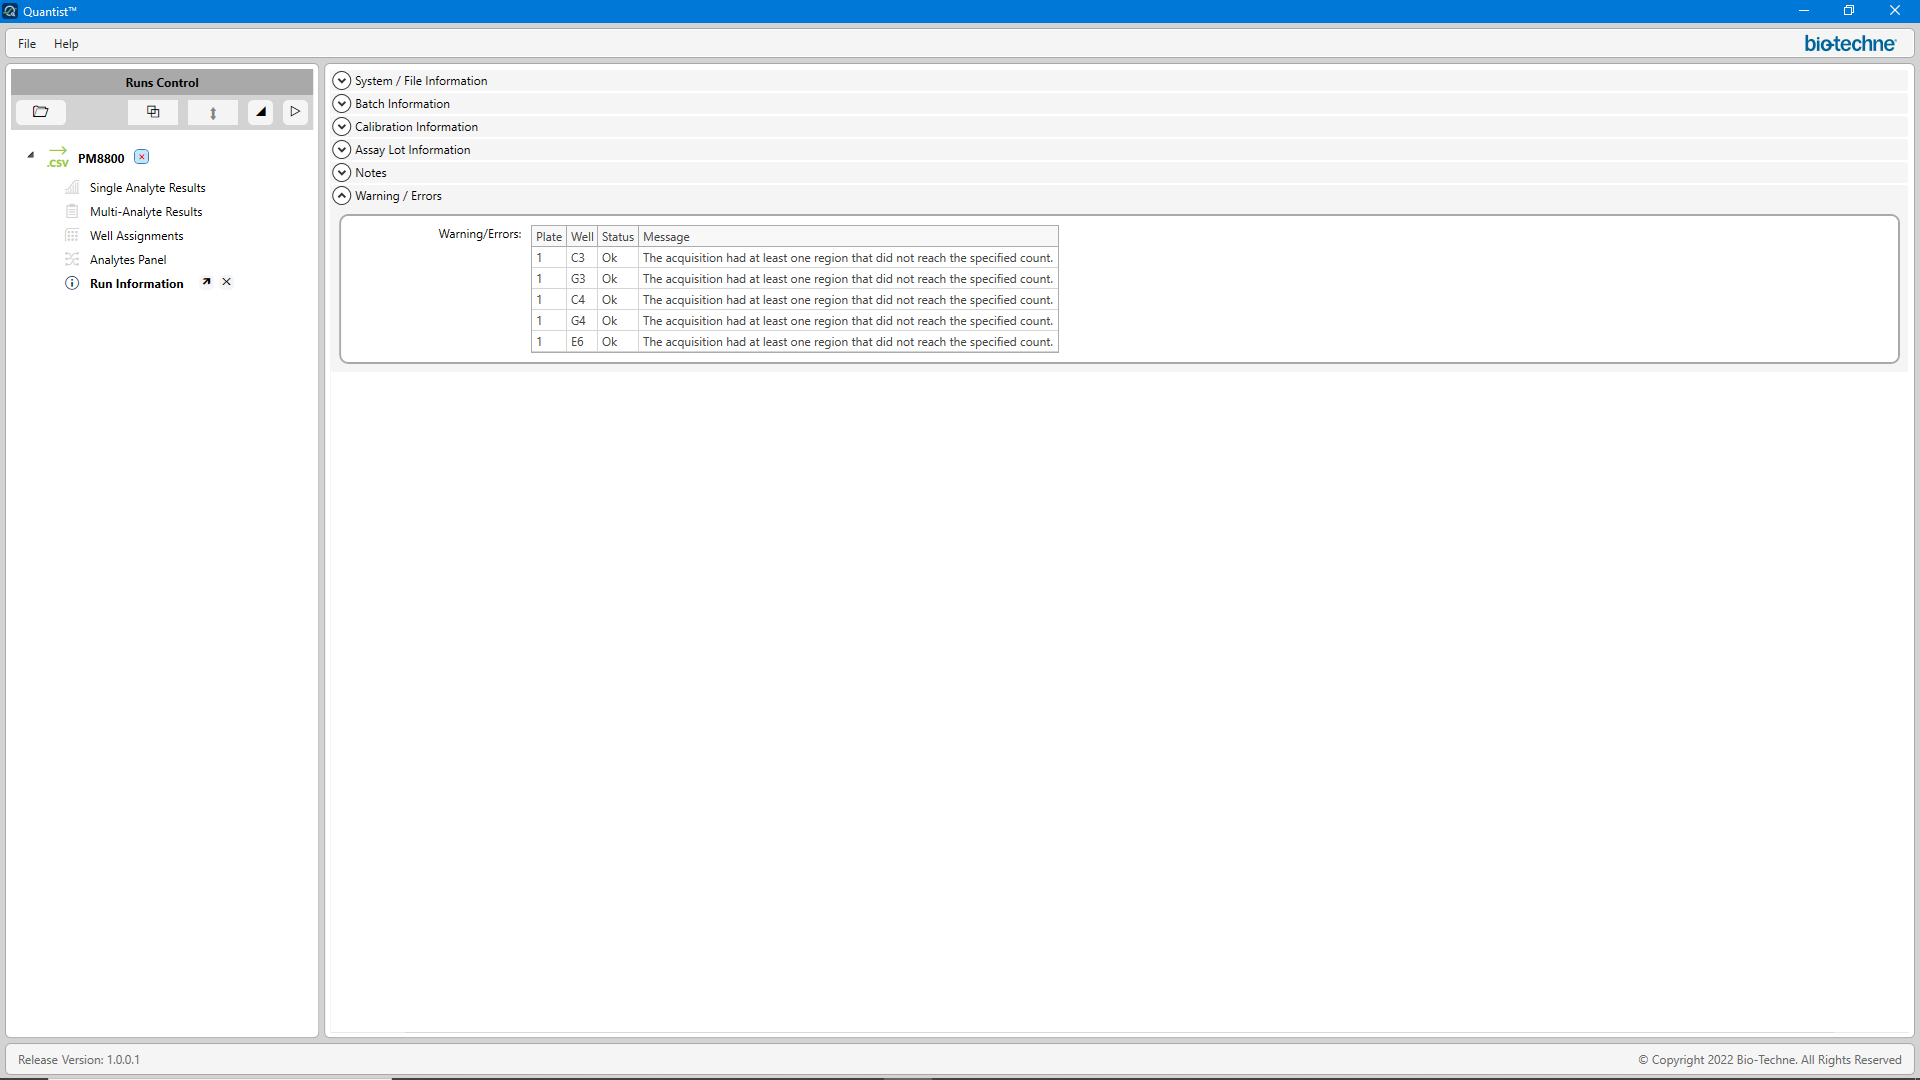 Quantist™
File Help
bio-techne
Runs Control
.CSV PM8800
Single Analyte Results
Multi-Analyte Results
Well Assignments
Analytes Panel
Run Information
System / File Information
Batch Information
Calibration Information
Assay Lot Information
Notes
Warning / Errors
Warning/Errors:
Plate Well Status Message
1 C3 Ok The acquisition had at least one region that did not reach the specified count.
1 G3 Ok The acquisition had at least one region that did not reach the specified count.
1 C4 Ok The acquisition had at least one region that did not reach the specified count.
1 G4 Ok The acquisition had at least one region that did not reach the specified count.
1 E6 Ok The acquisition had at least one region that did not reach the specified count.
Release Version: 1.0.0.1
© Copyright 2022 Bio-Techne. All Rights Reserved